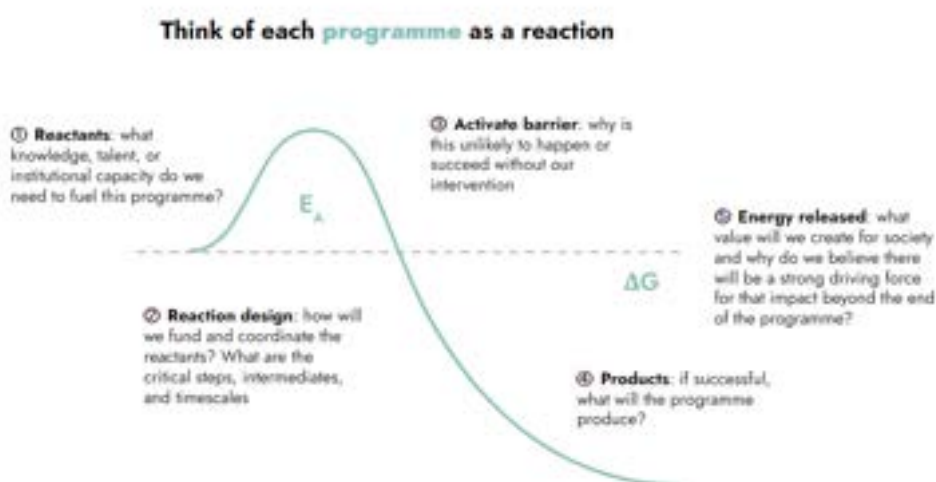 Think of each programme as a reaction
① Reactants: what
knowledge, talent, or
institutional capacity do we
need to fuel this programme?
③ Activate barrier: why is
this unlikely to happen or
succeed without our
intervention
E_A
⑤ Energy released: what
value will we create for society
and why do we believe there
will be a strong driving force
for that impact beyond the end
of the programme?
ΔG
② Reaction design: how will
we fund and coordinate the
reactants? What are the
critical steps, intermediates,
and timescales
④ Products: if successful,
what will the programme
produce?